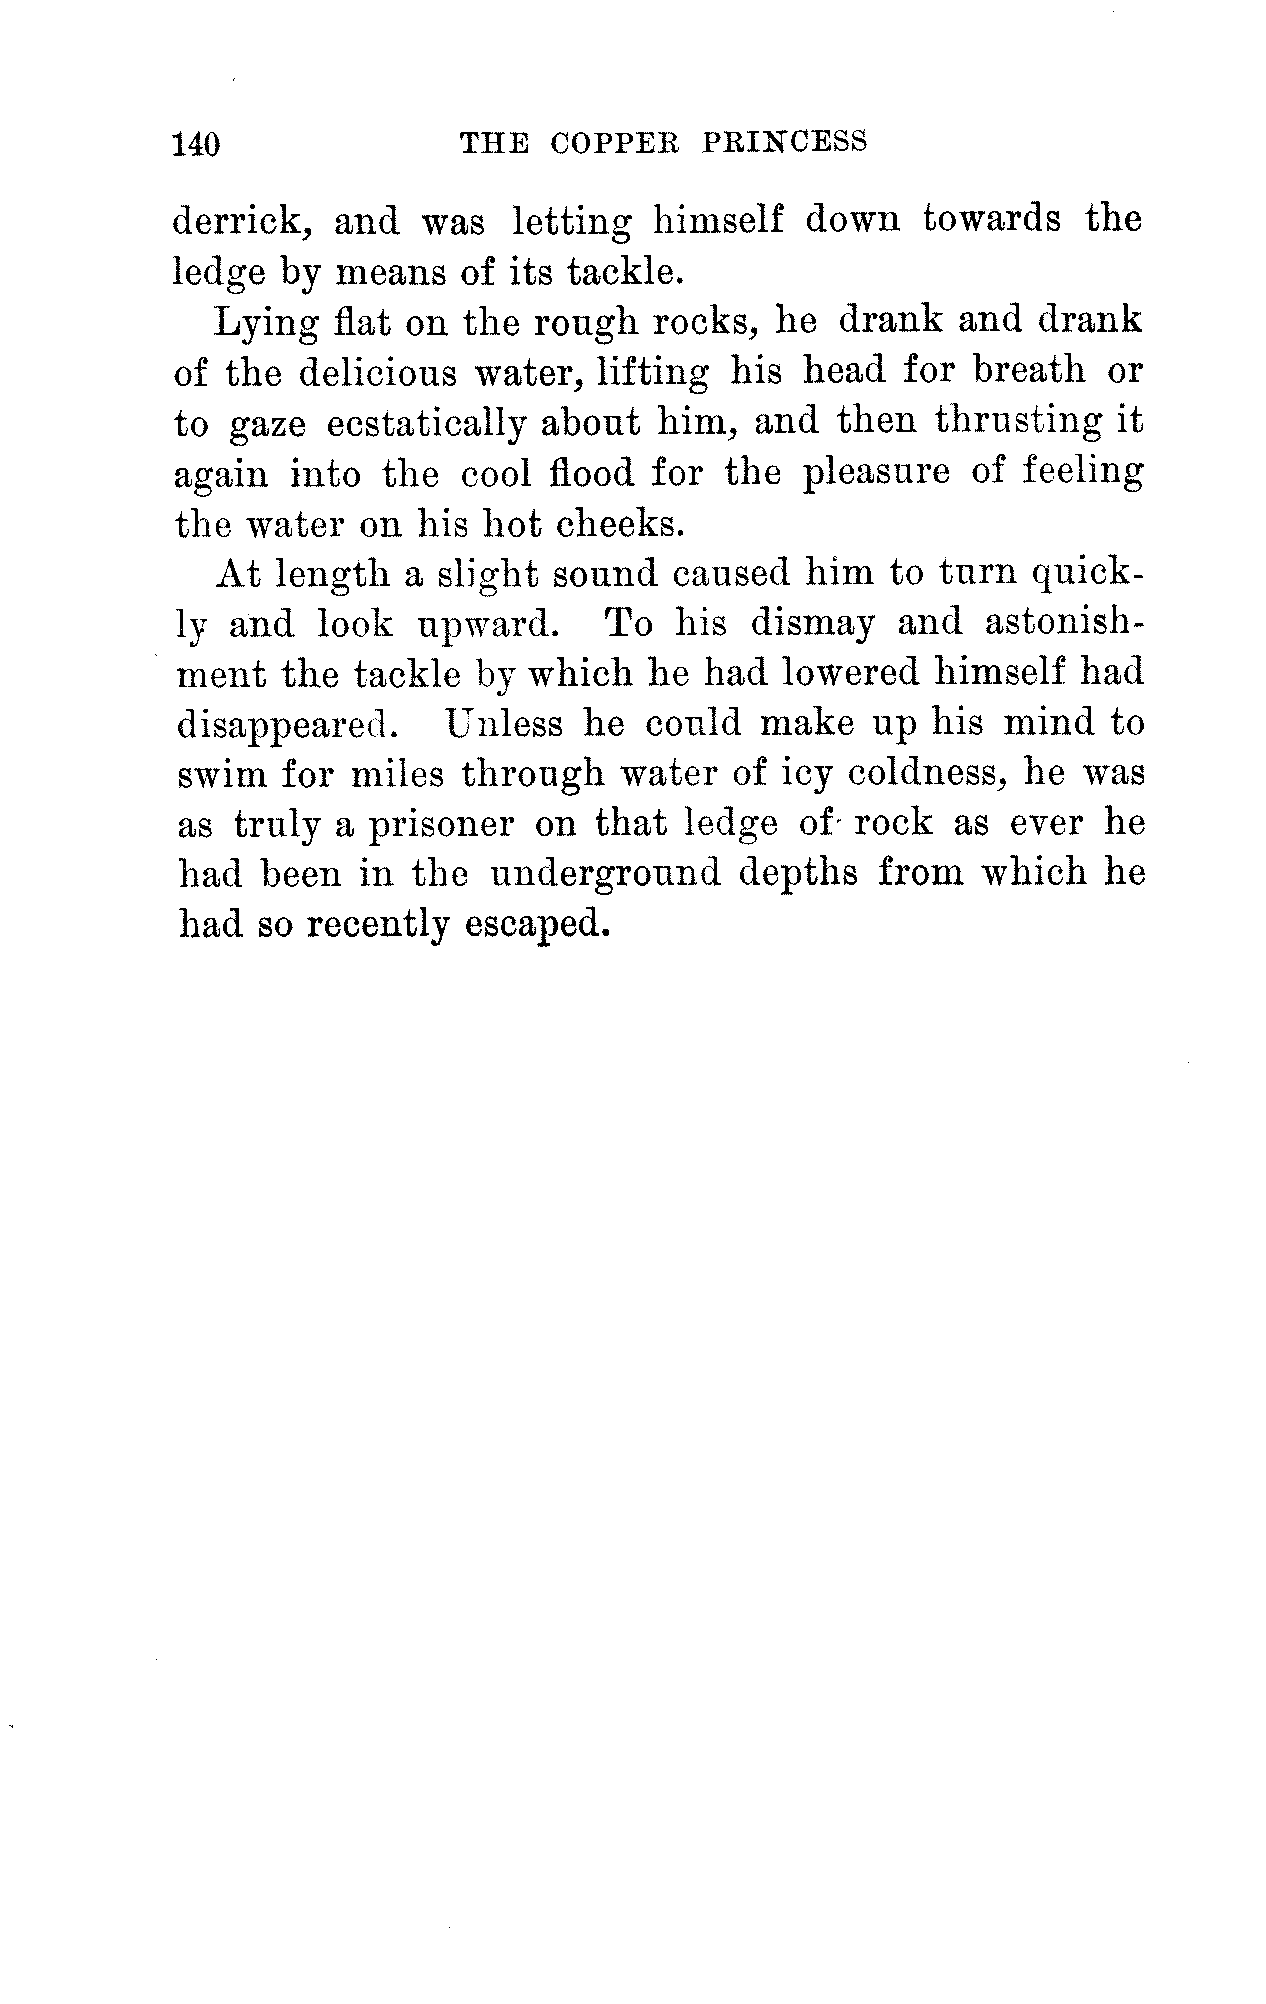 140 THE COPPER PRINCESS
derrick, and was letting himself down towards the
ledge by means of its tackle.
Lying flat on the rough rocks, he drank and drank
of the delicious water, lifting his head for breath or
to gaze ecstatically about him, and then thrusting it
again into the cool flood for the pleasure of feeling
the water on his hot cheeks.
At length a slight sound caused him to turn quick-
ly and look upward. To his dismay and astonish-
ment the tackle by which he had lowered himself had
disappeared. Unless he could make up his mind to
swim for miles through water of icy coldness, he was
as truly a prisoner on that ledge of rock as ever he
had been in the underground depths from which he
had so recently escaped.